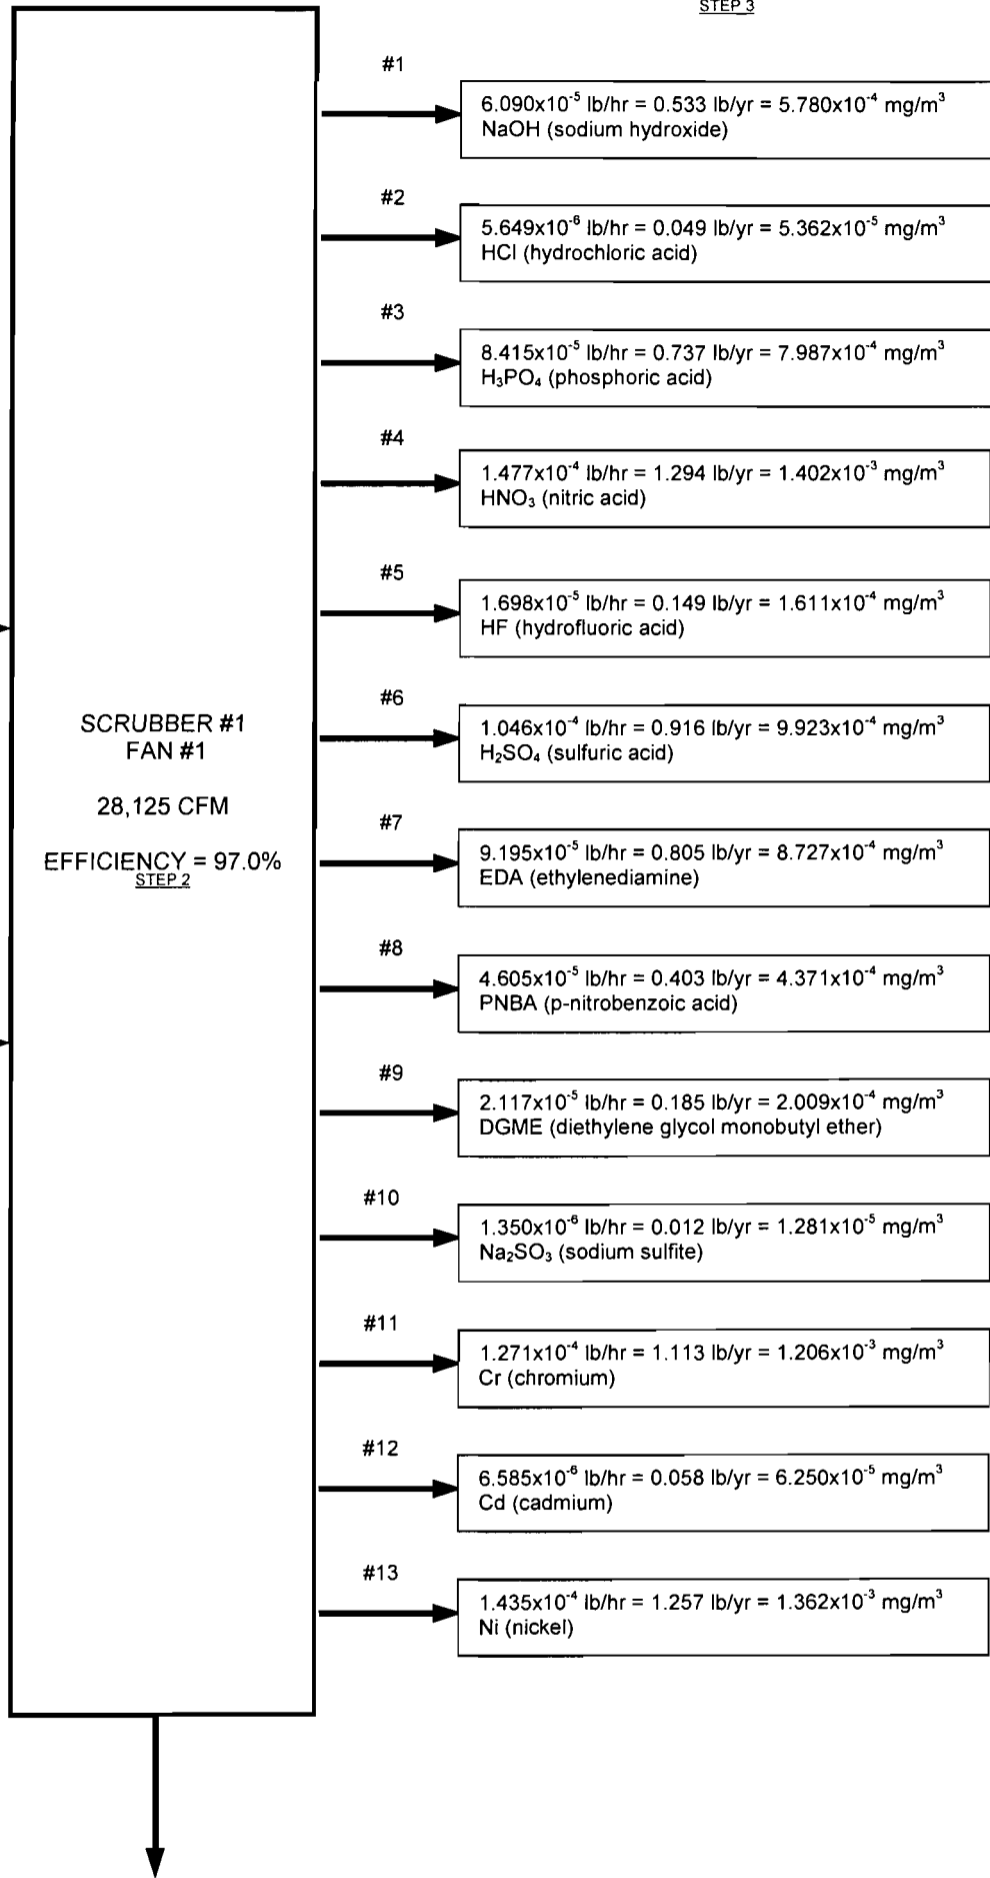 STEP 3
#1
6.090x10⁻⁵ lb/hr = 0.533 lb/yr = 5.780x10⁻⁴ mg/m³
NaOH (sodium hydroxide)
#2
5.649x10⁻⁶ lb/hr = 0.049 lb/yr = 5.362x10⁻⁵ mg/m³
HCl (hydrochloric acid)
#3
8.415x10⁻⁵ lb/hr = 0.737 lb/yr = 7.987x10⁻⁴ mg/m³
H₃PO₄ (phosphoric acid)
#4
1.477x10⁻⁴ lb/hr = 1.294 lb/yr = 1.402x10⁻³ mg/m³
HNO₃ (nitric acid)
#5
1.698x10⁻⁵ lb/hr = 0.149 lb/yr = 1.611x10⁻⁴ mg/m³
HF (hydrofluoric acid)
SCRUBBER #1
FAN #1
28,125 CFM
EFFICIENCY = 97.0%
STEP 2
#6
1.046x10⁻⁴ lb/hr = 0.916 lb/yr = 9.923x10⁻⁴ mg/m³
H₂SO₄ (sulfuric acid)
#7
9.195x10⁻⁵ lb/hr = 0.805 lb/yr = 8.727x10⁻⁴ mg/m³
EDA (ethylenediamine)
#8
4.605x10⁻⁵ lb/hr = 0.403 lb/yr = 4.371x10⁻⁴ mg/m³
PNBA (p-nitrobenzoic acid)
#9
2.117x10⁻⁵ lb/hr = 0.185 lb/yr = 2.009x10⁻⁴ mg/m³
DGME (diethylene glycol monobutyl ether)
#10
1.350x10⁻⁶ lb/hr = 0.012 lb/yr = 1.281x10⁻⁵ mg/m³
Na₂SO₃ (sodium sulfite)
#11
1.271x10⁻⁴ lb/hr = 1.113 lb/yr = 1.206x10⁻³ mg/m³
Cr (chromium)
#12
6.585x10⁻⁶ lb/hr = 0.058 lb/yr = 6.250x10⁻⁵ mg/m³
Cd (cadmium)
#13
1.435x10⁻⁴ lb/hr = 1.257 lb/yr = 1.362x10⁻³ mg/m³
Ni (nickel)